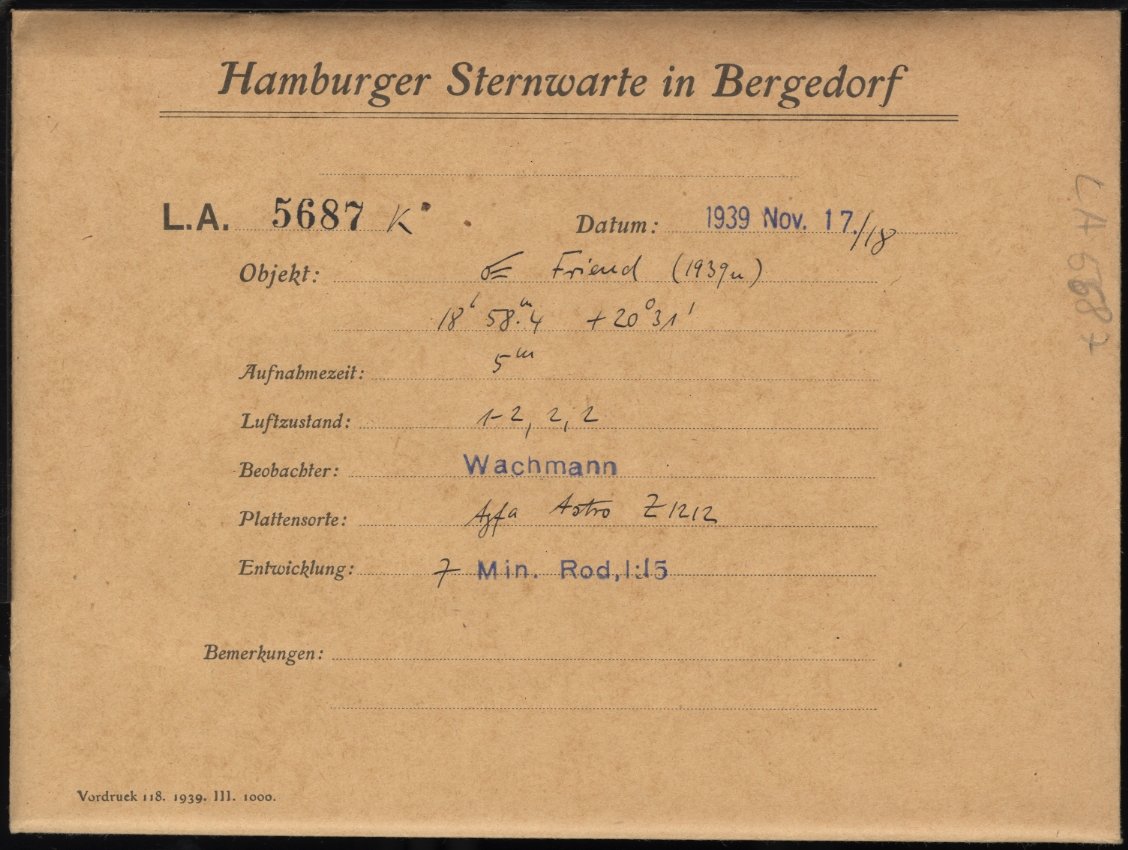 Hamburger Sternwarte in Bergedorf
L.A. 5687 K
Datum: 1939 Nov. 17./18
Objekt: ☄ Friend (1939n)
18ʰ 58.ᵐ4 +20°31'
Aufnahmezeit: 5ᵐ
Luftzustand: 1-2, 2, 2
Beobachter: Wachmann
Plattensorte: Agfa Astro Z1212
Entwicklung: 7 Min. Rod, 1:15
Bemerkungen:
Vordruck 118. 1939. III. 1000.
LA 5687